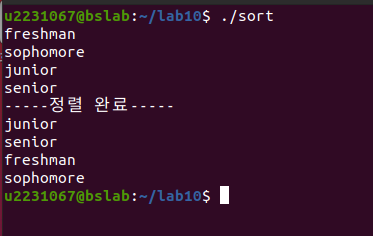 u2231067@bslab:~/lab10$ ./sort
freshman
sophomore
junior
senior
-----정렬 완료-----
junior
senior
freshman
sophomore
u2231067@bslab:~/lab10$